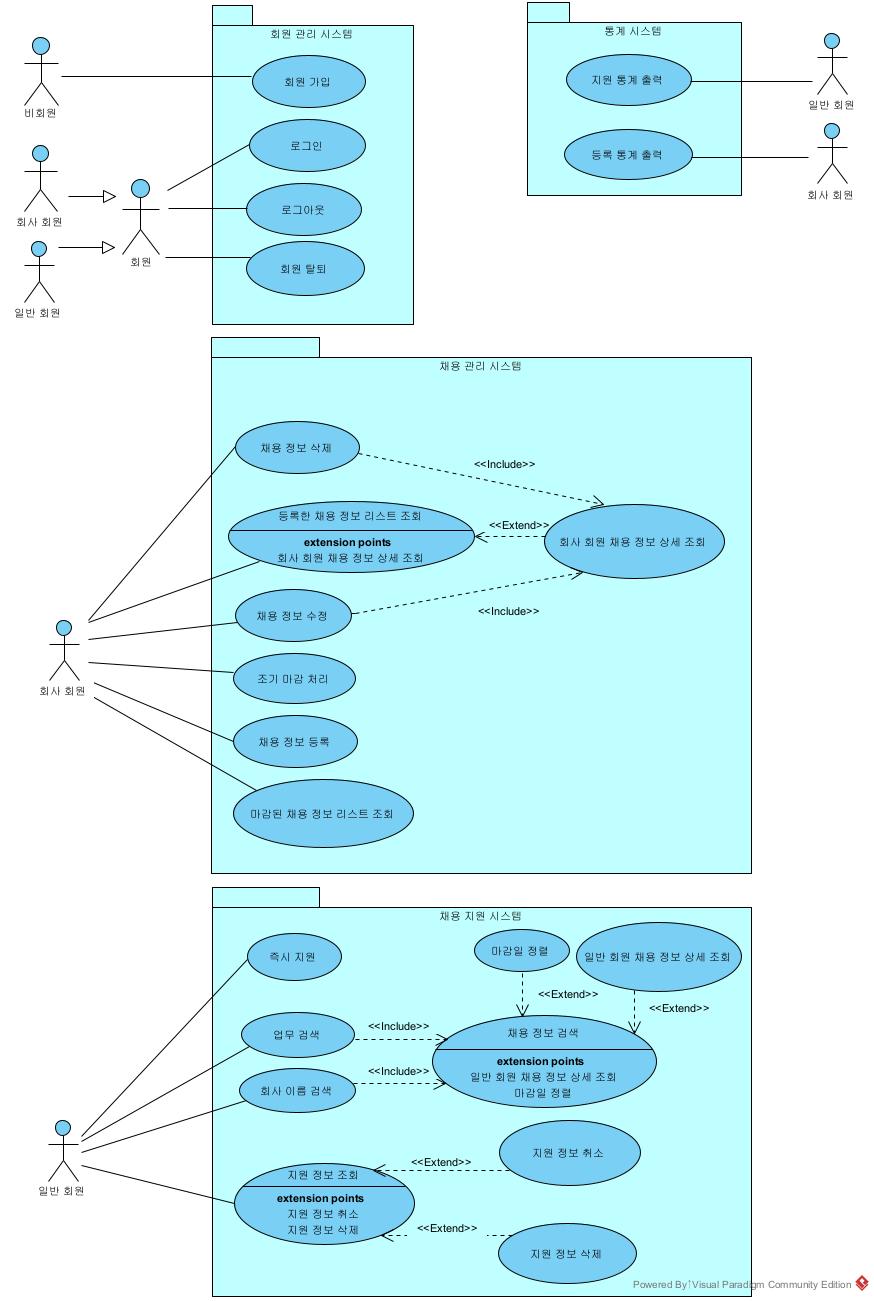 회원 관리 시스템
통계 시스템
비회원
회원 가입
로그인
로그아웃
회원 탈퇴
회사 회원
일반 회원
회원
지원 통계 출력
등록 통계 출력
일반 회원
회사 회원
채용 관리 시스템
채용 정보 삭제
<<Include>>
등록한 채용 정보 리스트 조회
extension points
회사 회원 채용 정보 상세 조회
<<Extend>>
회사 회원 채용 정보 상세 조회
채용 정보 수정
<<Include>>
조기 마감 처리
회사 회원
채용 정보 등록
마감된 채용 정보 리스트 조회
채용 지원 시스템
즉시 지원
마감일 정렬
일반 회원 채용 정보 상세 조회
<<Extend>>
<<Extend>>
업무 검색
<<Include>>
채용 정보 검색
extension points
일반 회원 채용 정보 상세 조회
마감일 정렬
회사 이름 검색
<<Include>>
일반 회원
지원 정보 조회
extension points
지원 정보 취소
지원 정보 삭제
<<Extend>>
지원 정보 취소
<<Extend>>
지원 정보 삭제
Powered By Visual Paradigm Community Edition